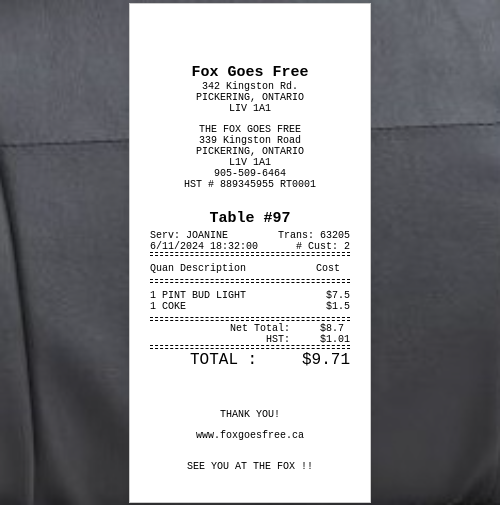 Fox Goes Free
342 Kingston Rd.
PICKERING, ONTARIO
LIV 1A1
THE FOX GOES FREE
339 Kingston Road
PICKERING, ONTARIO
L1V 1A1
905-509-6464
HST # 889345955 RT0001
Table #97
Serv: JOANINE Trans: 63205
6/11/2024 18:32:00 # Cust: 2
Quan Description Cost
1 PINT BUD LIGHT $7.5
1 COKE $1.5
Net Total: $8.7
HST: $1.01
TOTAL : $9.71
THANK YOU!
www.foxgoesfree.ca
SEE YOU AT THE FOX !!